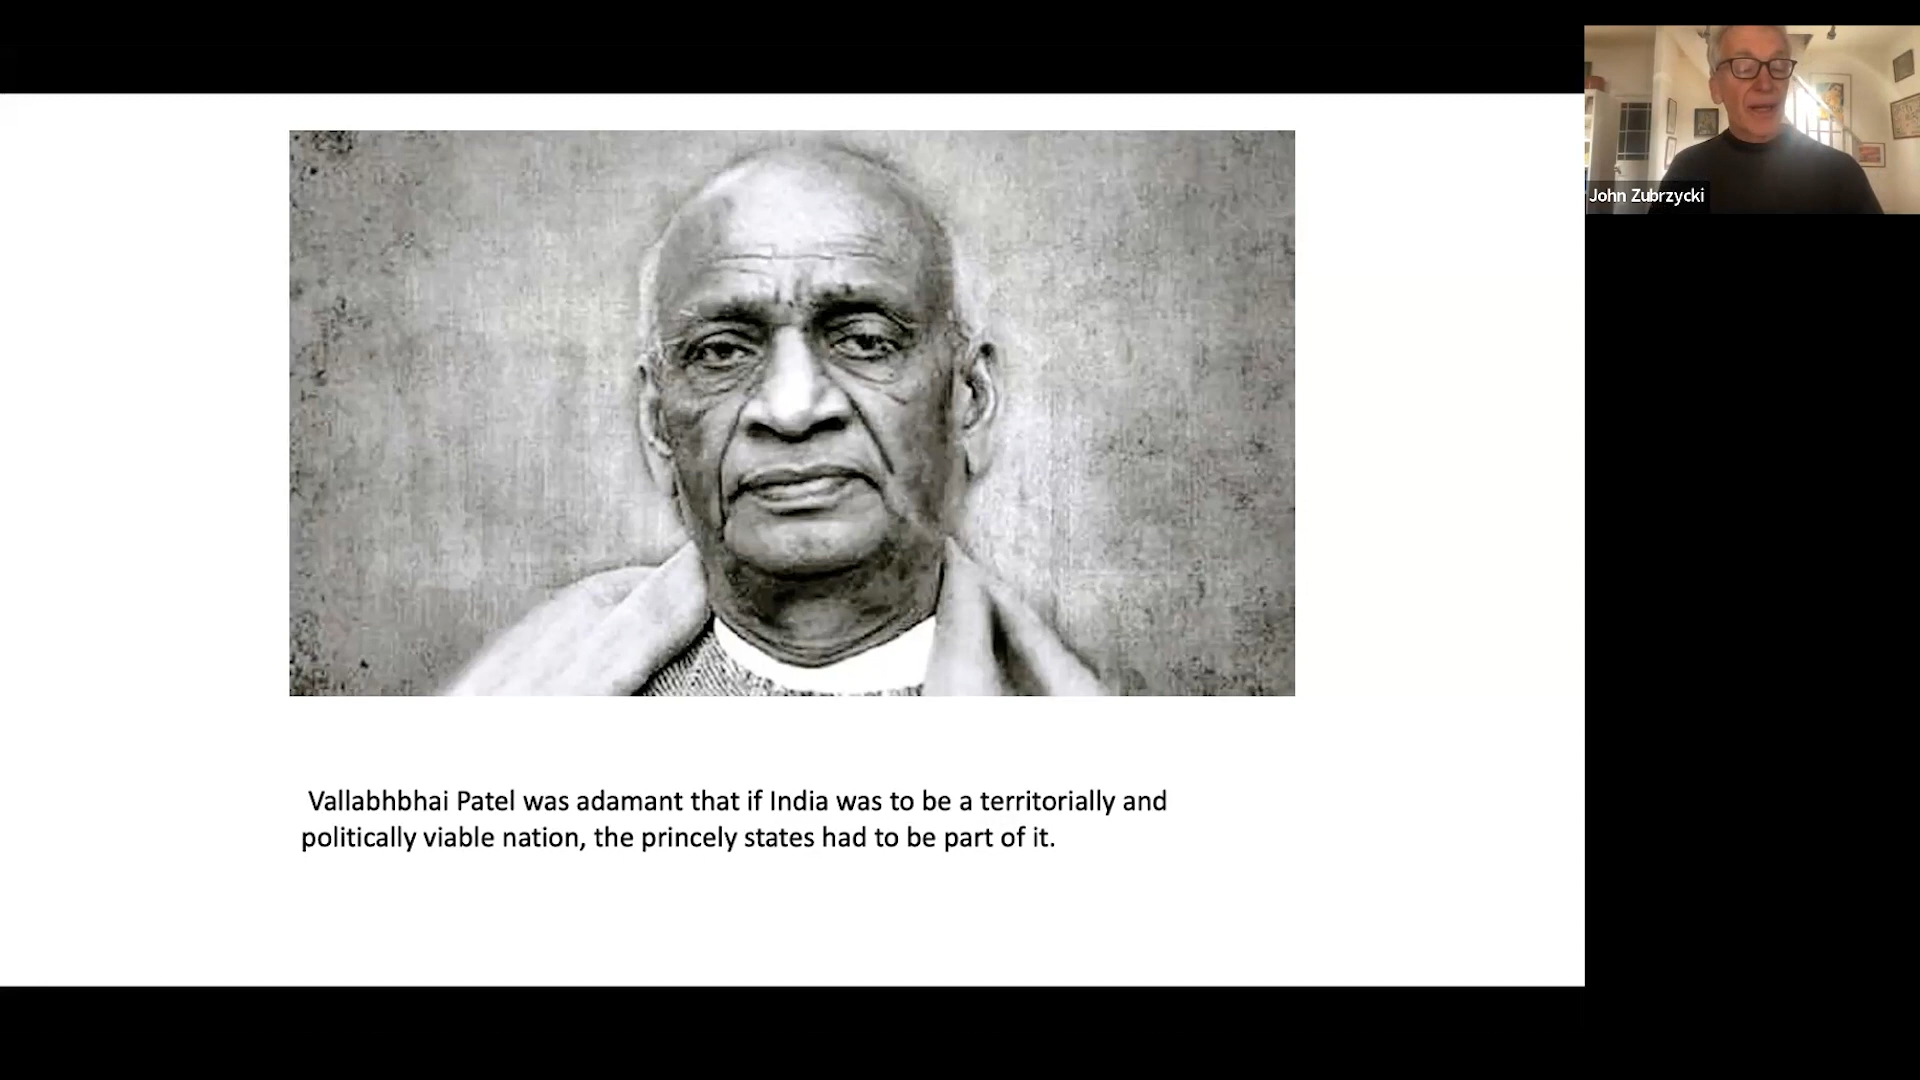 John Zubrzycki
Vallabhbhai Patel was adamant that if India was to be a territorially and
politically viable nation, the princely states had to be part of it.